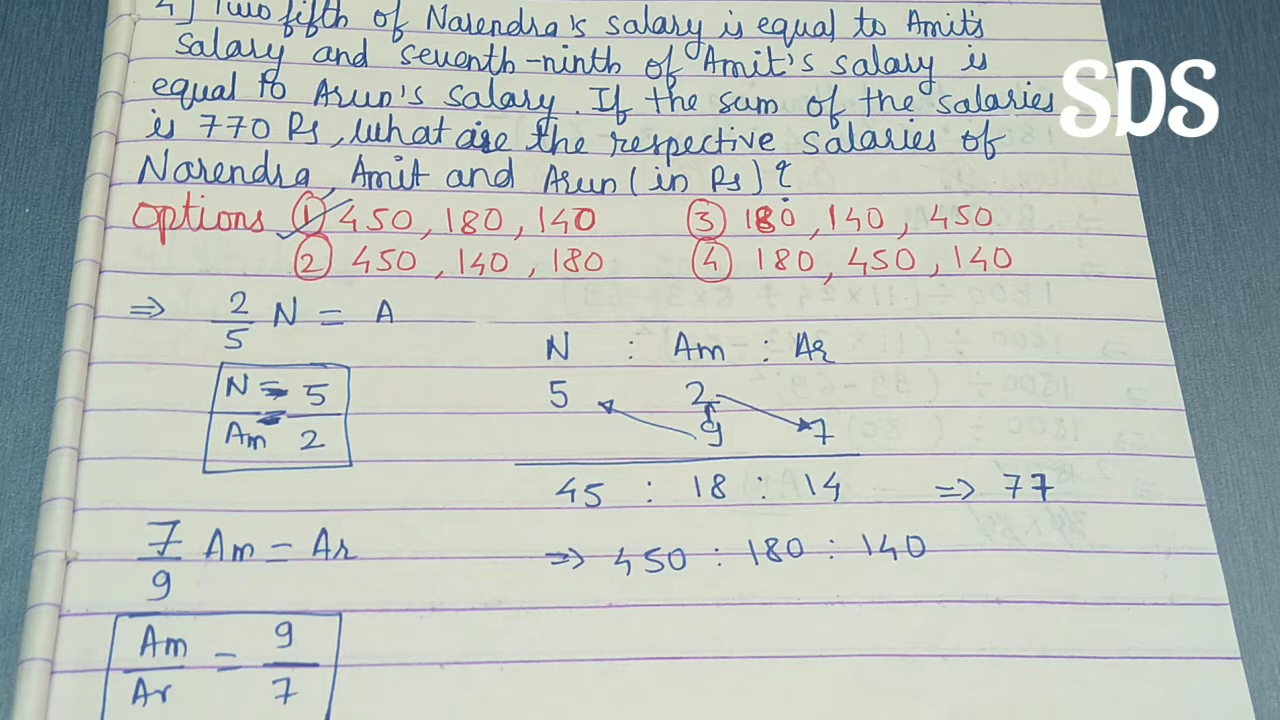 4] Two fifth of Narendra's salary is equal to Amit's
salary and seventh-ninth of Amit's salary is
equal to Arun's salary. If the sum of the salaries
is 770 Rs, what are the respective salaries of
Narendra, Amit and Arun (in Rs)?
SDS
Options ① 450, 180, 140 ③ 180, 140, 450
② 450, 140, 180 ④ 180, 450, 140
⇒ 2/5 N = A
N : Am : Ar
N/Am = 5/2
5 2
9 7
45 : 18 : 14 ⇒ 77
7/9 Am = Ar
⇒ 450 : 180 : 140
Am/Ar = 9/7